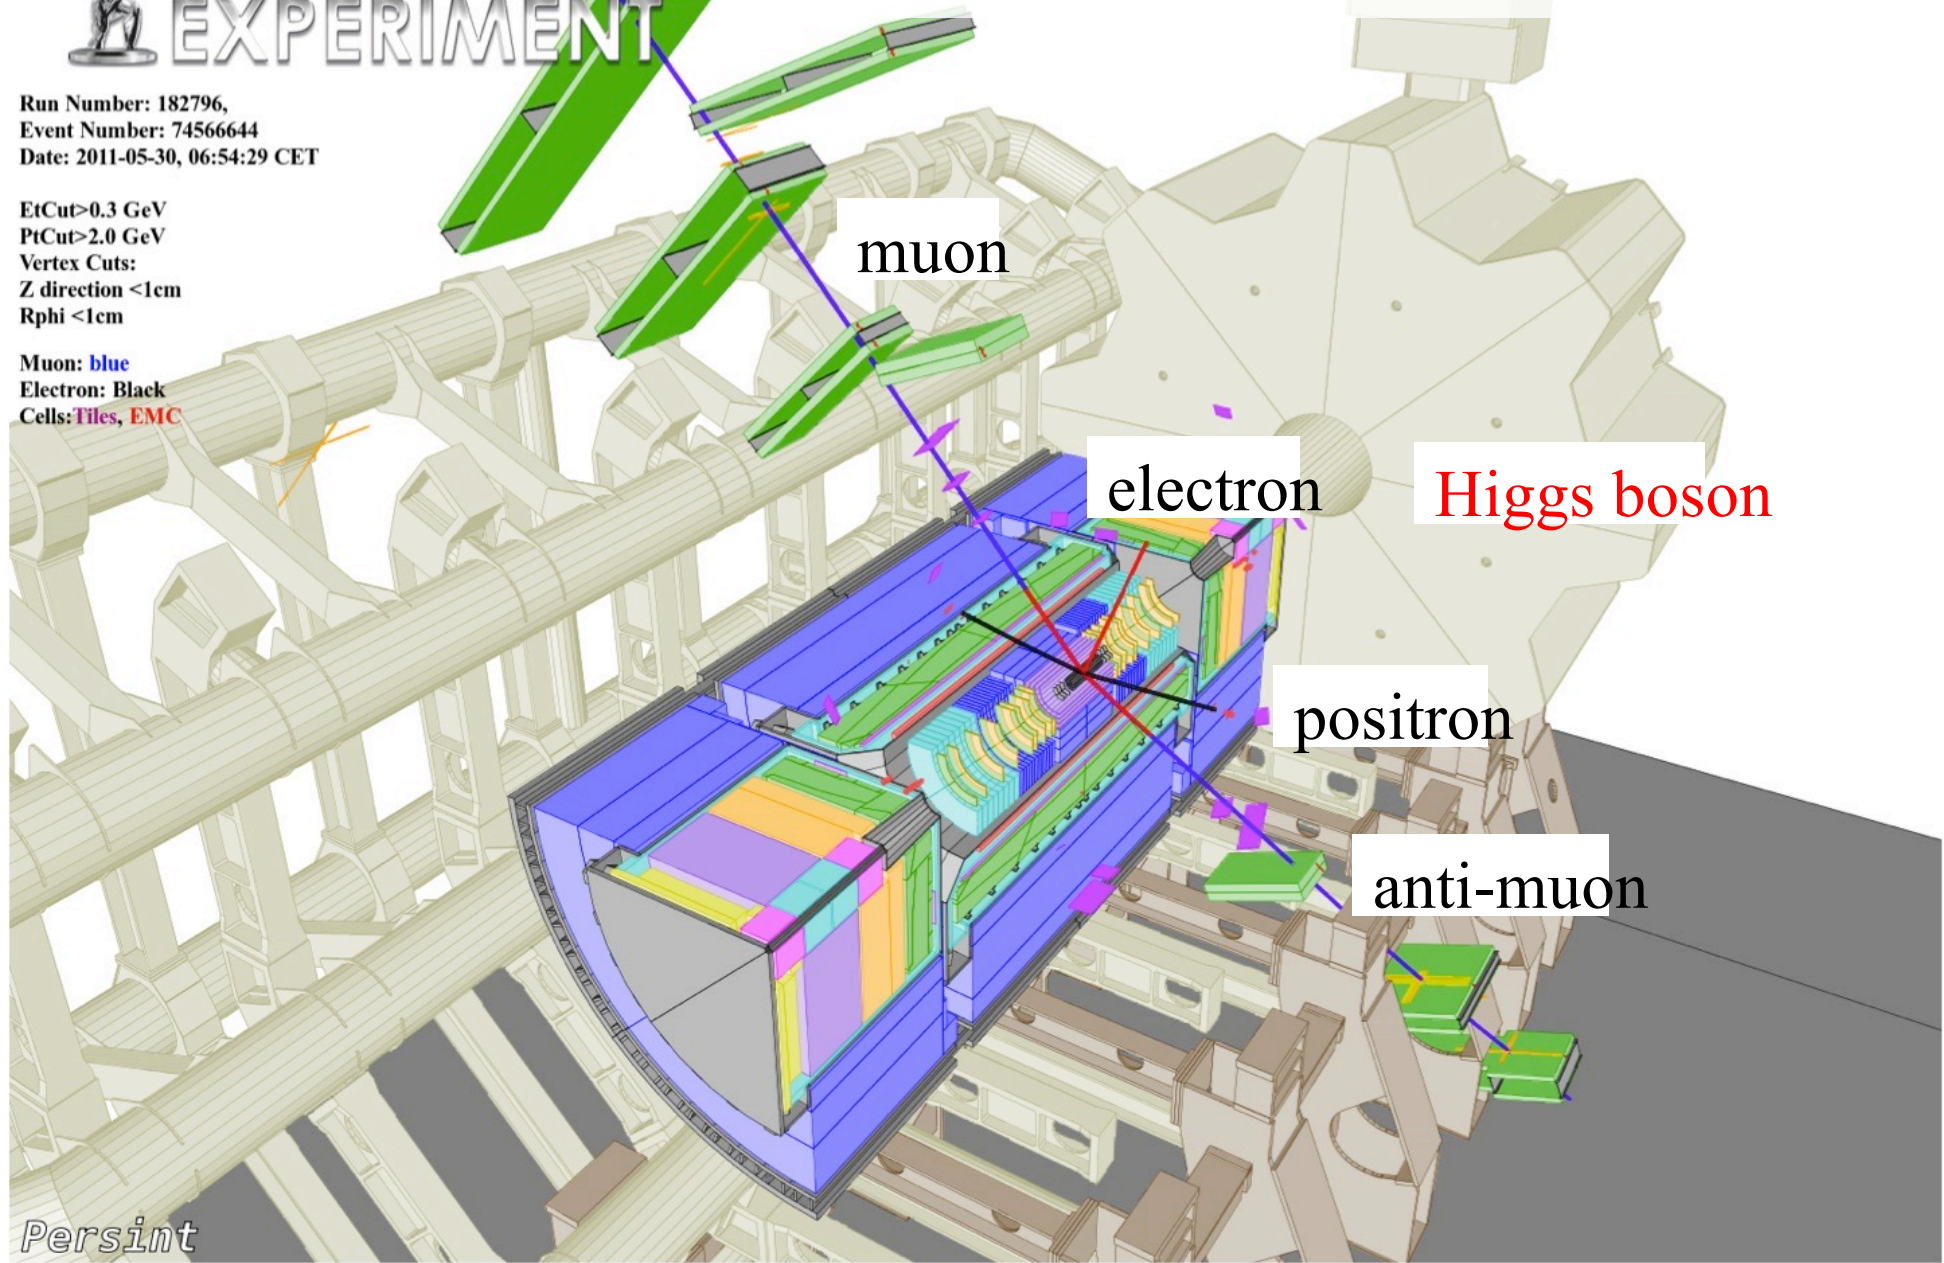 EXPERIMENT
Run Number: 182796,
Event Number: 74566644
Date: 2011-05-30, 06:54:29 CET
EtCut>0.3 GeV
PtCut>2.0 GeV
Vertex Cuts:
Z direction <1cm
Rphi <1cm
Muon: blue
Electron: Black
Cells:Tiles, EMC
muon
electron
Higgs boson
positron
anti-muon
Persint